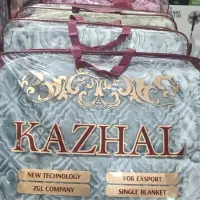 KAZHAL
NEW TECHNOLOGY FOR EXSPORT
ZGL COMPANY SINGLE BLANKET